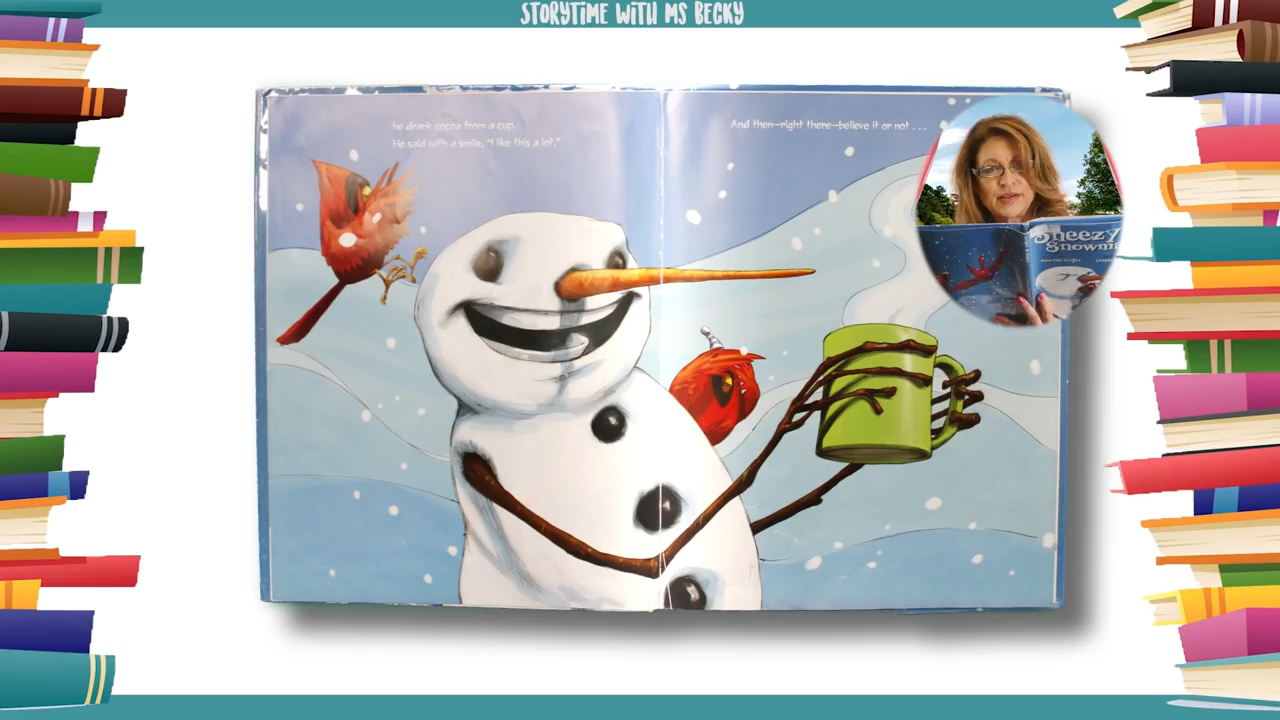 STORYTIME WITH MS BECKY
he drank cocoa from a cup.
He said with a smile, "I like this a lot."
And then—right there—believe it or not . . .
Sneezy
Snowm